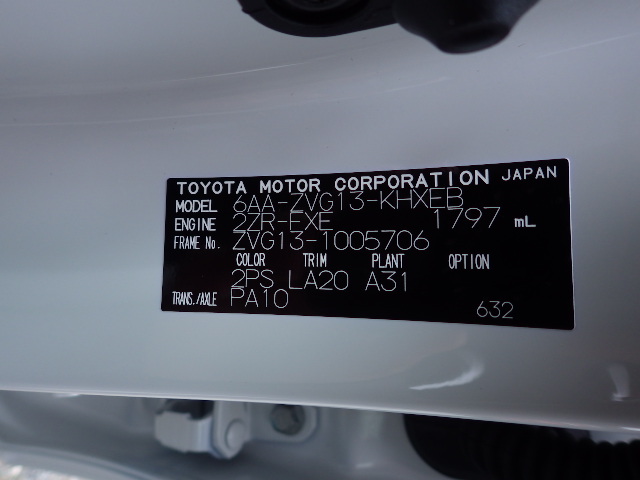 TOYOTA MOTOR CORPORATION JAPAN
MODEL 6AA-ZVG13-KHXEB
ENGINE 2ZR-EXE 1797 mL
FRAME No. ZVG13-1005706
COLOR TRIM PLANT OPTION
2PS LA20 A31
TRANS./AXLE PA10
632